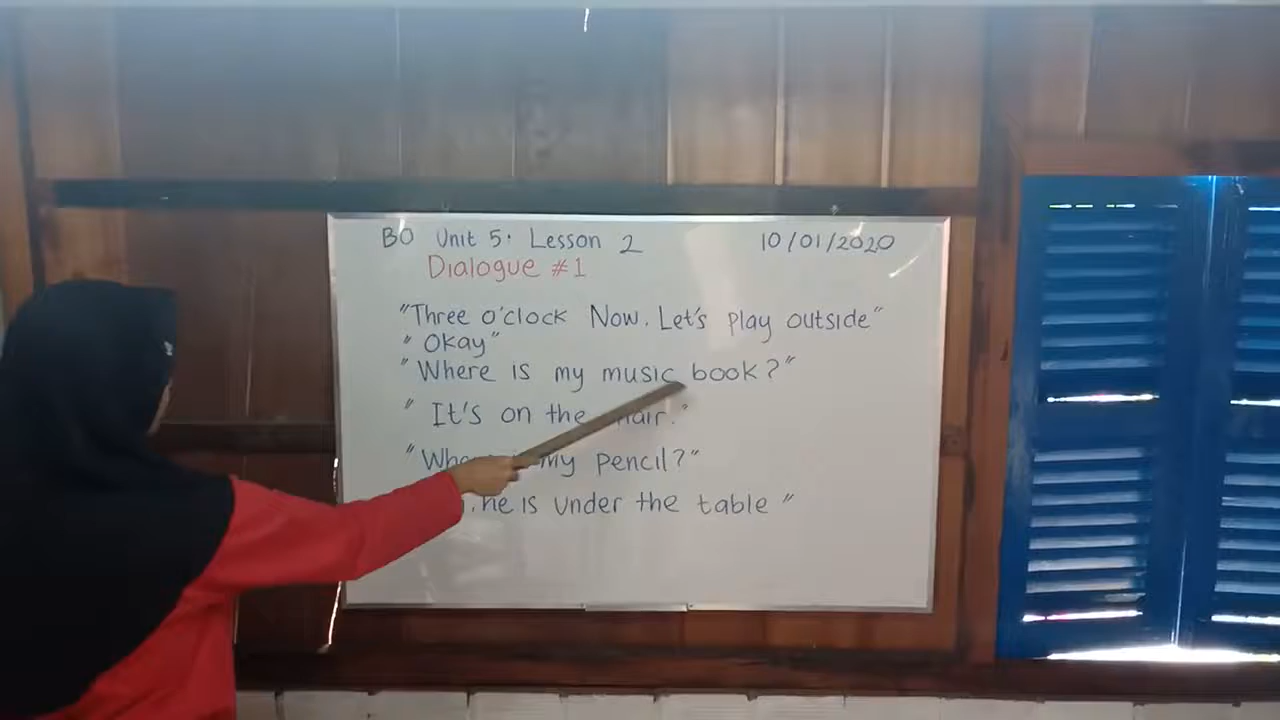 BO Unit 5. Lesson 2 10/01/2020
Dialogue #1
"Three o'clock Now. Let's play outside"
"Okay"
"Where is my music book?"
"It's on the
my pencil?"
he is under the table"